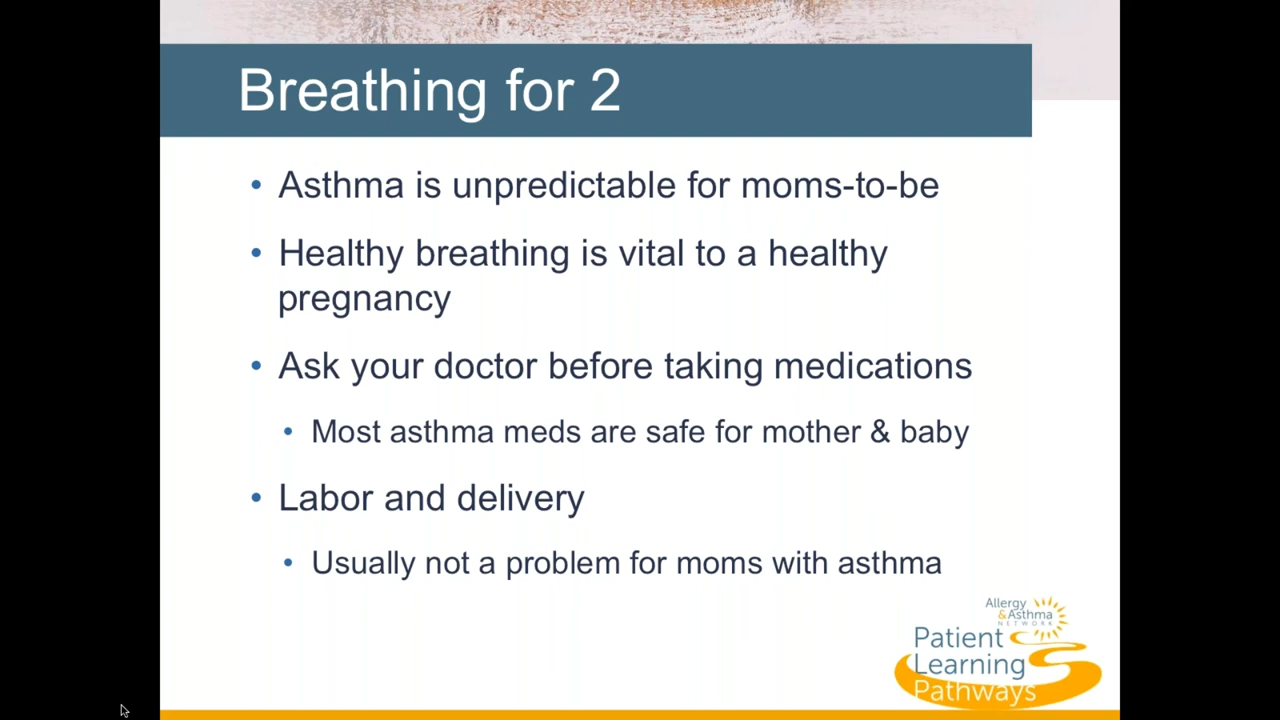 Breathing for 2
• Asthma is unpredictable for moms-to-be
• Healthy breathing is vital to a healthy
pregnancy
• Ask your doctor before taking medications
• Most asthma meds are safe for mother & baby
• Labor and delivery
• Usually not a problem for moms with asthma
Allergy
&Asthma
NETWORK
Patient
Learning
Pathways